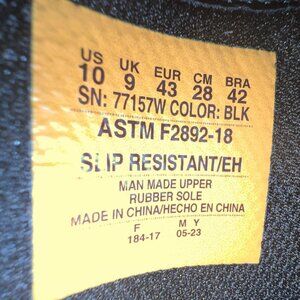 US UK EUR CM BRA
10 9 43 28 42
SN: 77157W COLOR: BLK
ASTM F2892-18
SLIP RESISTANT/EH
MAN MADE UPPER
RUBBER SOLE
MADE IN CHINA/HECHO EN CHINA
F M Y
184-17 05-23